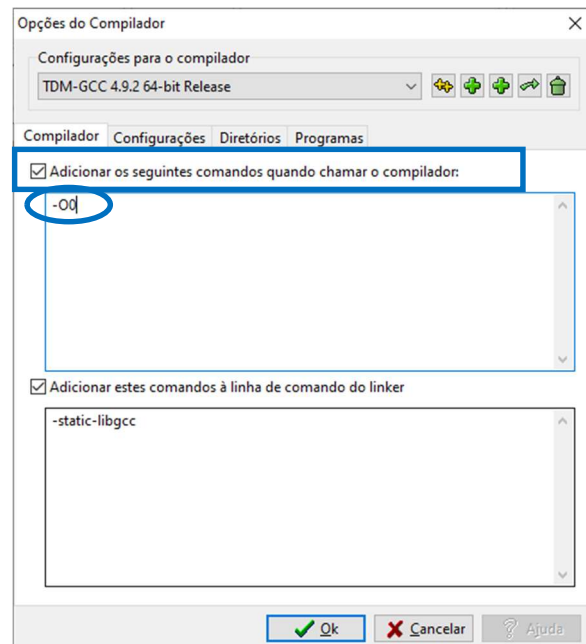 Opções do Compilador
Configurações para o compilador
TDM-GCC 4.9.2 64-bit Release
Compilador Configurações Diretórios Programas
Adicionar os seguintes comandos quando chamar o compilador:
-O0
Adicionar estes comandos à linha de comando do linker
-static-libgcc
Ok Cancelar Ajuda